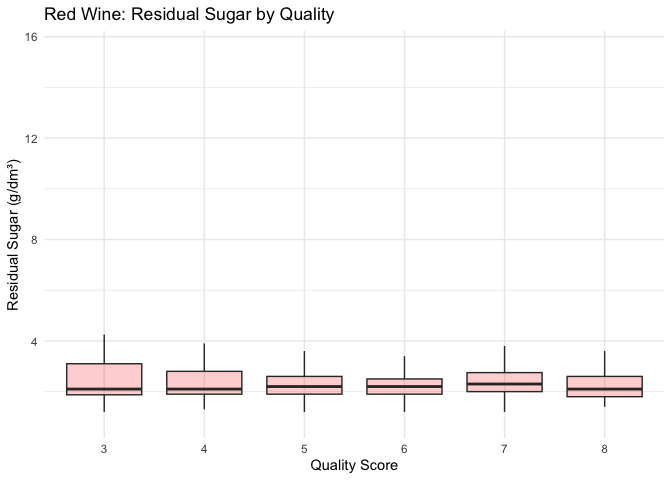 Red Wine: Residual Sugar by Quality
16
12
8
4
Residual Sugar (g/dm³)
3 4 5 6 7 8
Quality Score